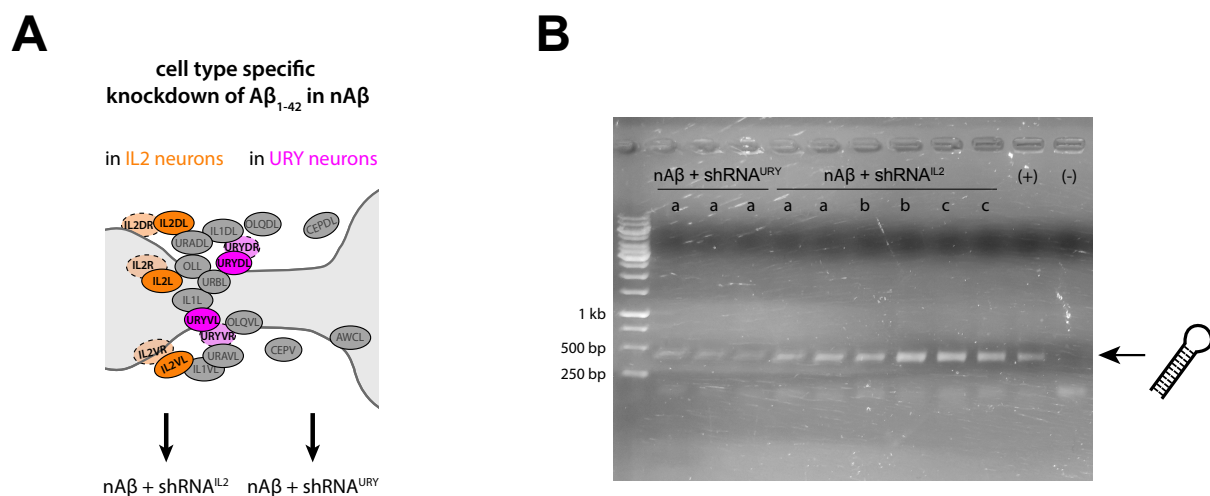 A
cell type specific
knockdown of Aβ1-42 in nAβ
in IL2 neurons in URY neurons
IL2DR IL2DL IL1DL OLQDL CEPDL
URADL URYDR
IL2R OLL URYDL
IL2L URBL
IL1L
URYVL OLQVL
URYVR AWCL
IL2VR URAVL CEPV
IL2VL IL1VL
nAβ + shRNAIL2 nAβ + shRNAURY
B
nAβ + shRNAURY nAβ + shRNAIL2 (+) (-)
a a a a a b b c c
1 kb
500 bp
250 bp